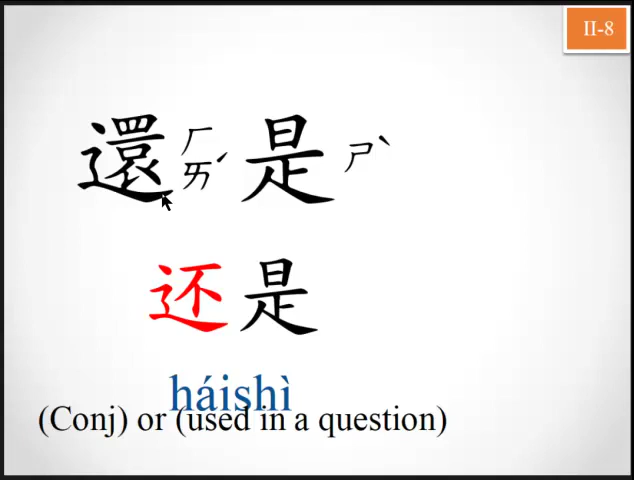 II-8
還ㄏㄞˊ是ㄕˋ
还是
háishì
(Conj) or (used in a question)